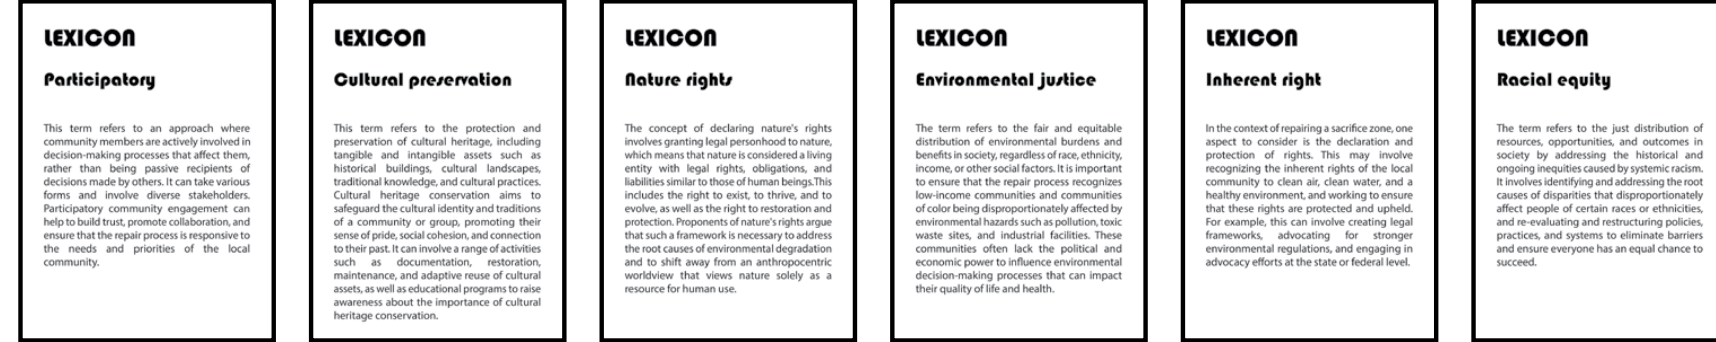 LEXICON
Participatory
This term refers to an approach where
community members are actively involved in
decision-making processes that affect them,
rather than being passive recipients of
decisions made by others. It can take various
forms and involve diverse stakeholders.
Participatory community engagement can
help to build trust, promote collaboration, and
ensure that the repair process is responsive to
the needs and priorities of the local
community.
LEXICON
Cultural preservation
This term refers to the protection and
preservation of cultural heritage, including
tangible and intangible assets such as
historical buildings, cultural landscapes,
traditional knowledge, and cultural practices.
Cultural heritage conservation aims to
safeguard the cultural identity and traditions
of a community or group, promoting their
sense of pride, social cohesion, and connection
to their past. It can involve a range of activities
such as documentation, restoration,
maintenance, and adaptive reuse of cultural
assets, as well as educational programs to raise
awareness about the importance of cultural
heritage conservation.
LEXICON
Nature rights
The concept of declaring nature's rights
involves granting legal personhood to nature,
which means that nature is considered a living
entity with legal rights, obligations, and
liabilities similar to those of human beings.This
includes the right to exist, to thrive, and to
evolve, as well as the right to restoration and
protection. Proponents of nature's rights argue
that such a framework is necessary to address
the root causes of environmental degradation
and to shift away from an anthropocentric
worldview that views nature solely as a
resource for human use.
LEXICON
Environmental justice
The term refers to the fair and equitable
distribution of environmental burdens and
benefits in society, regardless of race, ethnicity,
income, or other social factors. It is important
to ensure that the repair process recognizes
low-income communities and communities
of color being disproportionately affected by
environmental hazards such as pollution, toxic
waste sites, and industrial facilities. These
communities often lack the political and
economic power to influence environmental
decision-making processes that can impact
their quality of life and health.
LEXICON
Inherent right
In the context of repairing a sacrifice zone, one
aspect to consider is the declaration and
protection of rights. This may involve
recognizing the inherent rights of the local
community to clean air, clean water, and a
healthy environment, and working to ensure
that these rights are protected and upheld.
For example, this can involve creating legal
frameworks, advocating for stronger
environmental regulations, and engaging in
advocacy efforts at the state or federal level.
LEXICON
Racial equity
The term refers to the just distribution of
resources, opportunities, and outcomes in
society by addressing the historical and
ongoing inequities caused by systemic racism.
It involves identifying and addressing the root
causes of disparities that disproportionately
affect people of certain races or ethnicities,
and re-evaluating and restructuring policies,
practices, and systems to eliminate barriers
and ensure everyone has an equal chance to
succeed.